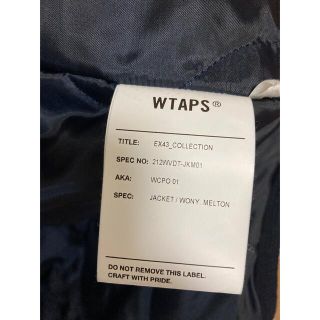 WTAPS®
TITLE: EX43_COLLECTION
SPEC NO: 212WVDT-JKM01
AKA: WCPO 01
SPEC: JACKET / WONY. MELTON
DO NOT REMOVE THIS LABEL.
CRAFT WITH PRIDE.